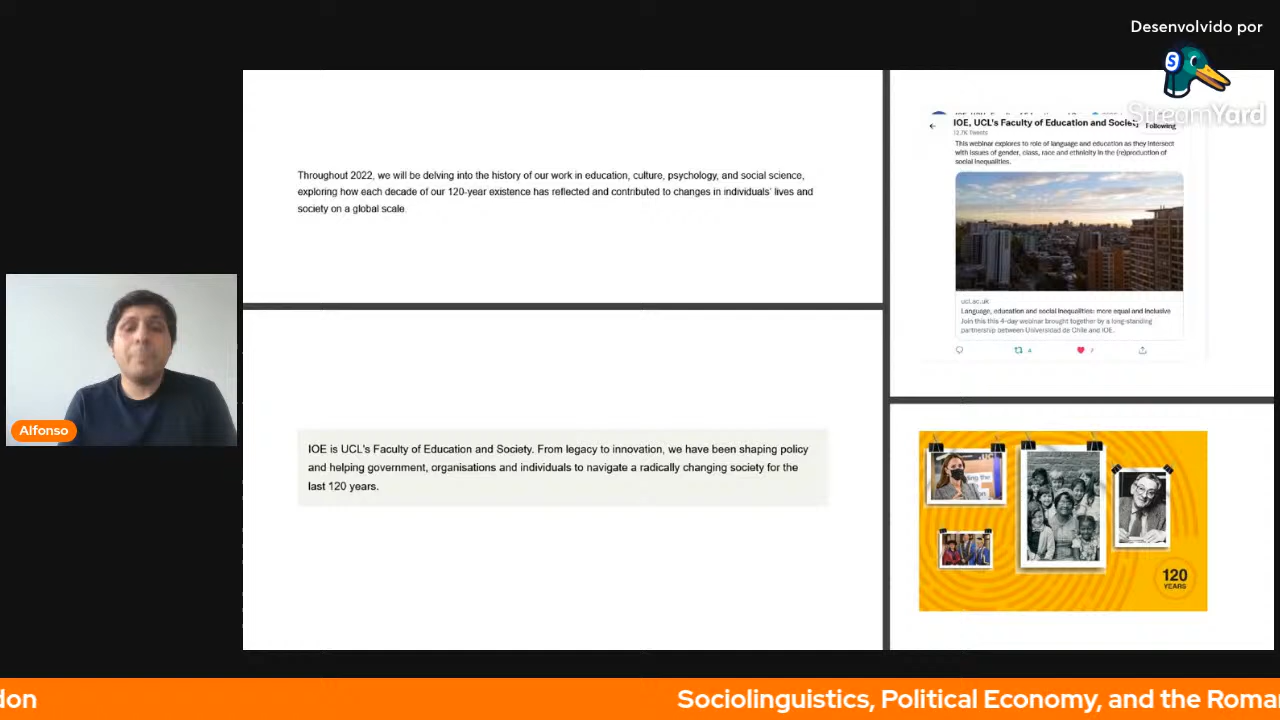 Desenvolvido por
S
StreamYard
Throughout 2022, we will be delving into the history of our work in education, culture, psychology, and social science,
exploring how each decade of our 120-year existence has reflected and contributed to changes in individuals' lives and
society on a global scale
IOE, UCL's Faculty of Education and Society
Following
This webinar explores to role of language and education as they intersect
with issues of gender, class, race and ethnicity in the (re)production of
social inequalities.
ucl.ac.uk
Language, education and social inequalities: more equal and inclusive
Join this this 4-day webinar brought together by a long-standing
partnership between Universidad de Chile and IOE.
4
Alfonso
IOE is UCL's Faculty of Education and Society. From legacy to innovation, we have been shaping policy
and helping government, organisations and individuals to navigate a radically changing society for the
last 120 years.
120
YEARS
don
Sociolinguistics, Political Economy, and the Roma